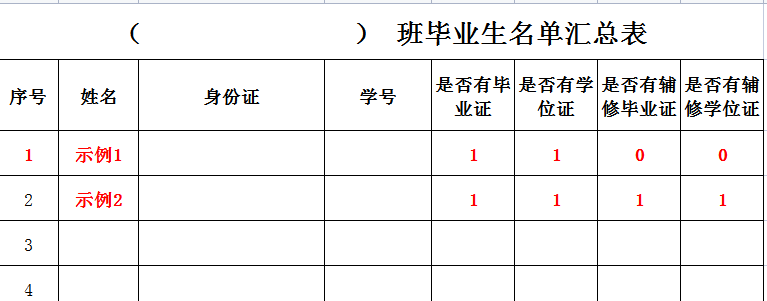 （ ） 班毕业生名单汇总表
序号 姓名 身份证 学号 是否有毕业证 是否有学位证 是否有辅修毕业证 是否有辅修学位证
1 示例1 1 1 0 0
2 示例2 1 1 1 1
3
4